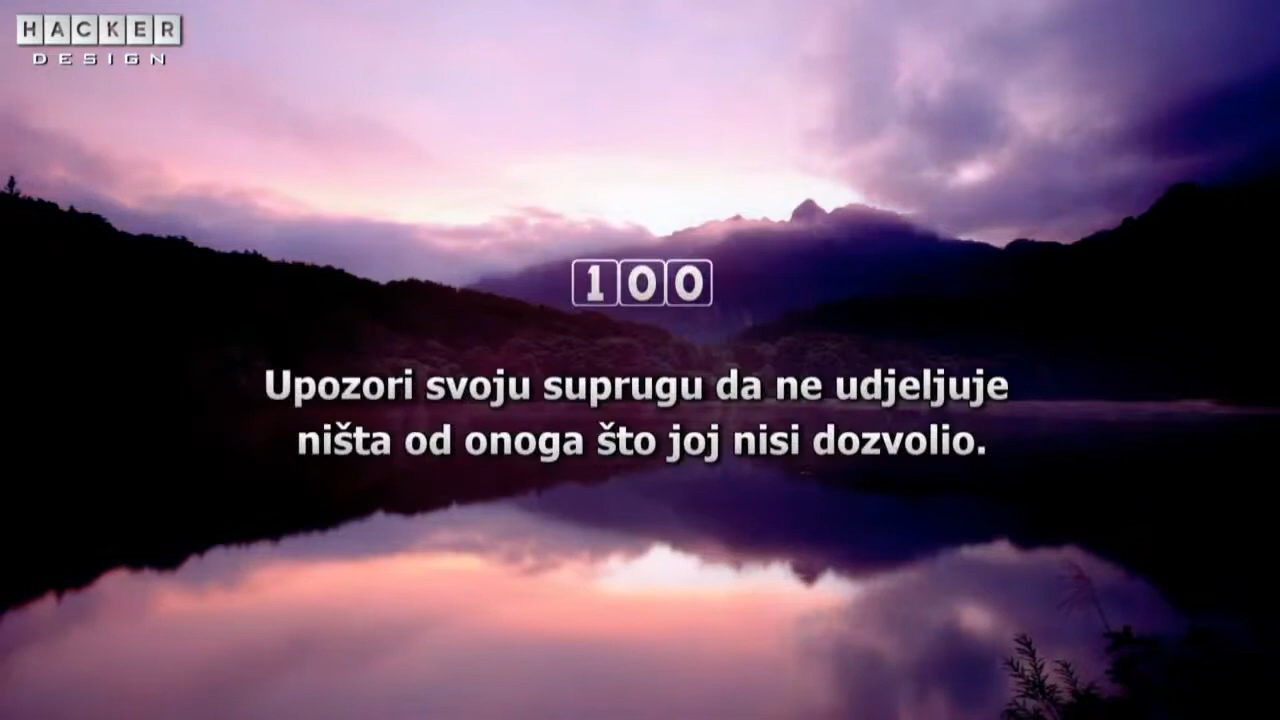 HACKER
DESIGN
100
Upozori svoju suprugu da ne udjeljuje
ništa od onoga što joj nisi dozvolio.